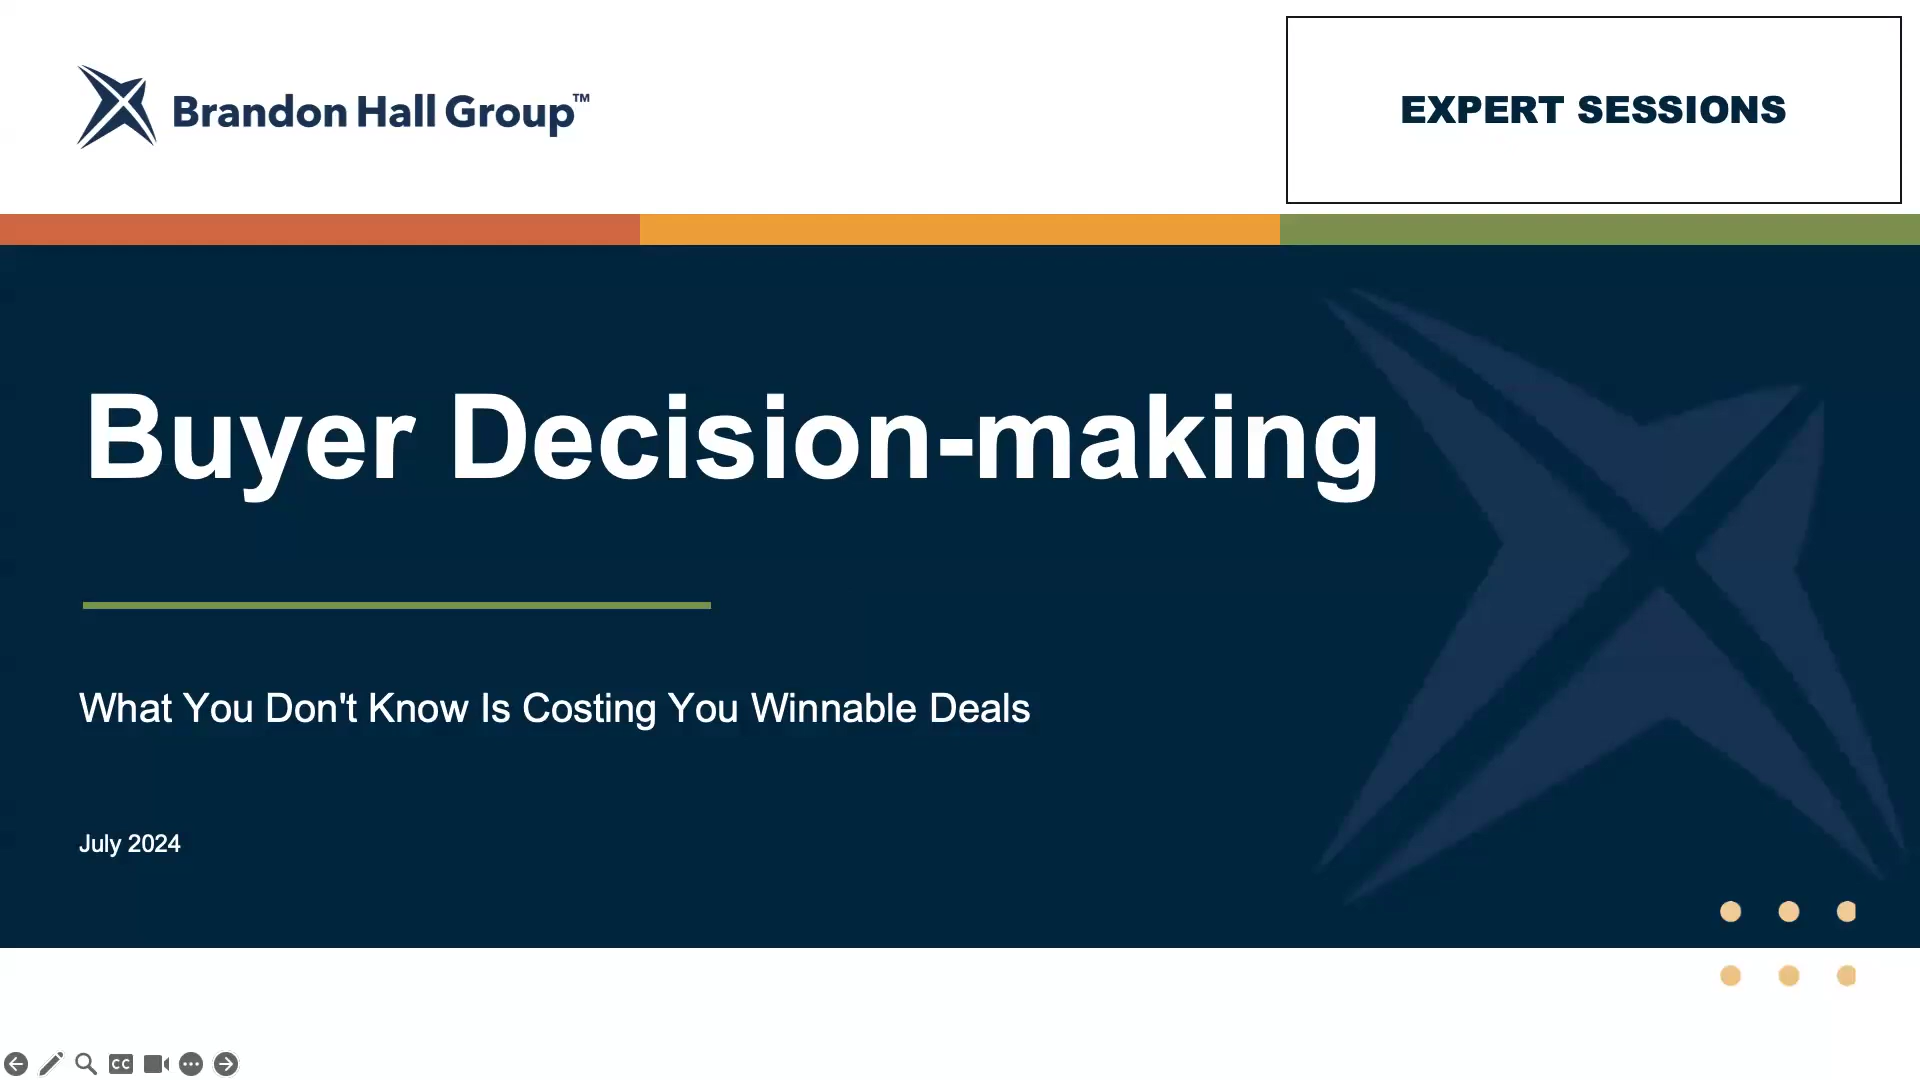 Brandon Hall Group™
EXPERT SESSIONS
Buyer Decision-making
What You Don't Know Is Costing You Winnable Deals
July 2024
CC